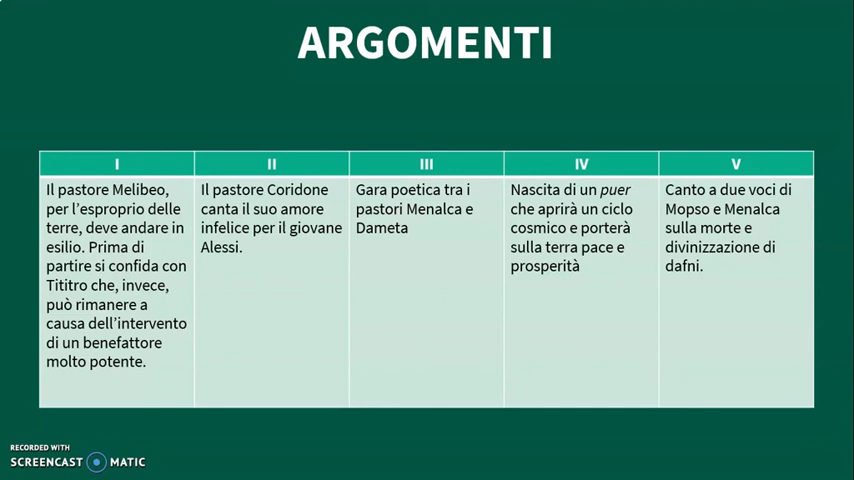 ARGOMENTI
I
II
III
IV
V
Il pastore Melibeo,
per l'esproprio delle
terre, deve andare in
esilio. Prima di
partire si confida con
Tititro che, invece,
può rimanere a
causa dell'intervento
di un benefattore
molto potente.
Il pastore Coridone
canta il suo amore
infelice per il giovane
Alessi.
Gara poetica tra i
pastori Menalca e
Dameta
Nascita di un puer
che aprirà un ciclo
cosmico e porterà
sulla terra pace e
prosperità
Canto a due voci di
Mopso e Menalca
sulla morte e
divinizzazione di
dafni.
RECORDED WITH
SCREENCAST MATIC